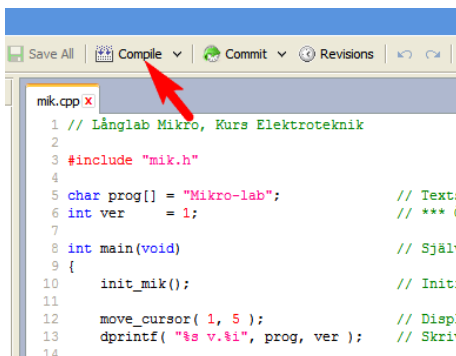 Save All Compile Commit Revisions
mik.cpp x
1 // Långlab Mikro, Kurs Elektroteknik
2
3 #include "mik.h"
4
5 char prog[] = "Mikro-lab"; // Text
6 int ver = 1; // ***
7
8 int main(void) // Själv
9 {
10 init_mik(); // Initi
11
12 move_cursor( 1, 5 ); // Displ
13 dprintf( "%s v.%i", prog, ver ); // Skriv
14